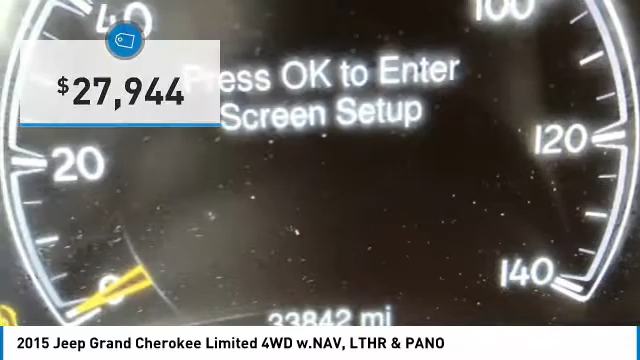 40
100
$27,944
Press OK to Enter
Screen Setup
120
20
140
0
33842 mi
2015 Jeep Grand Cherokee Limited 4WD w.NAV, LTHR & PANO